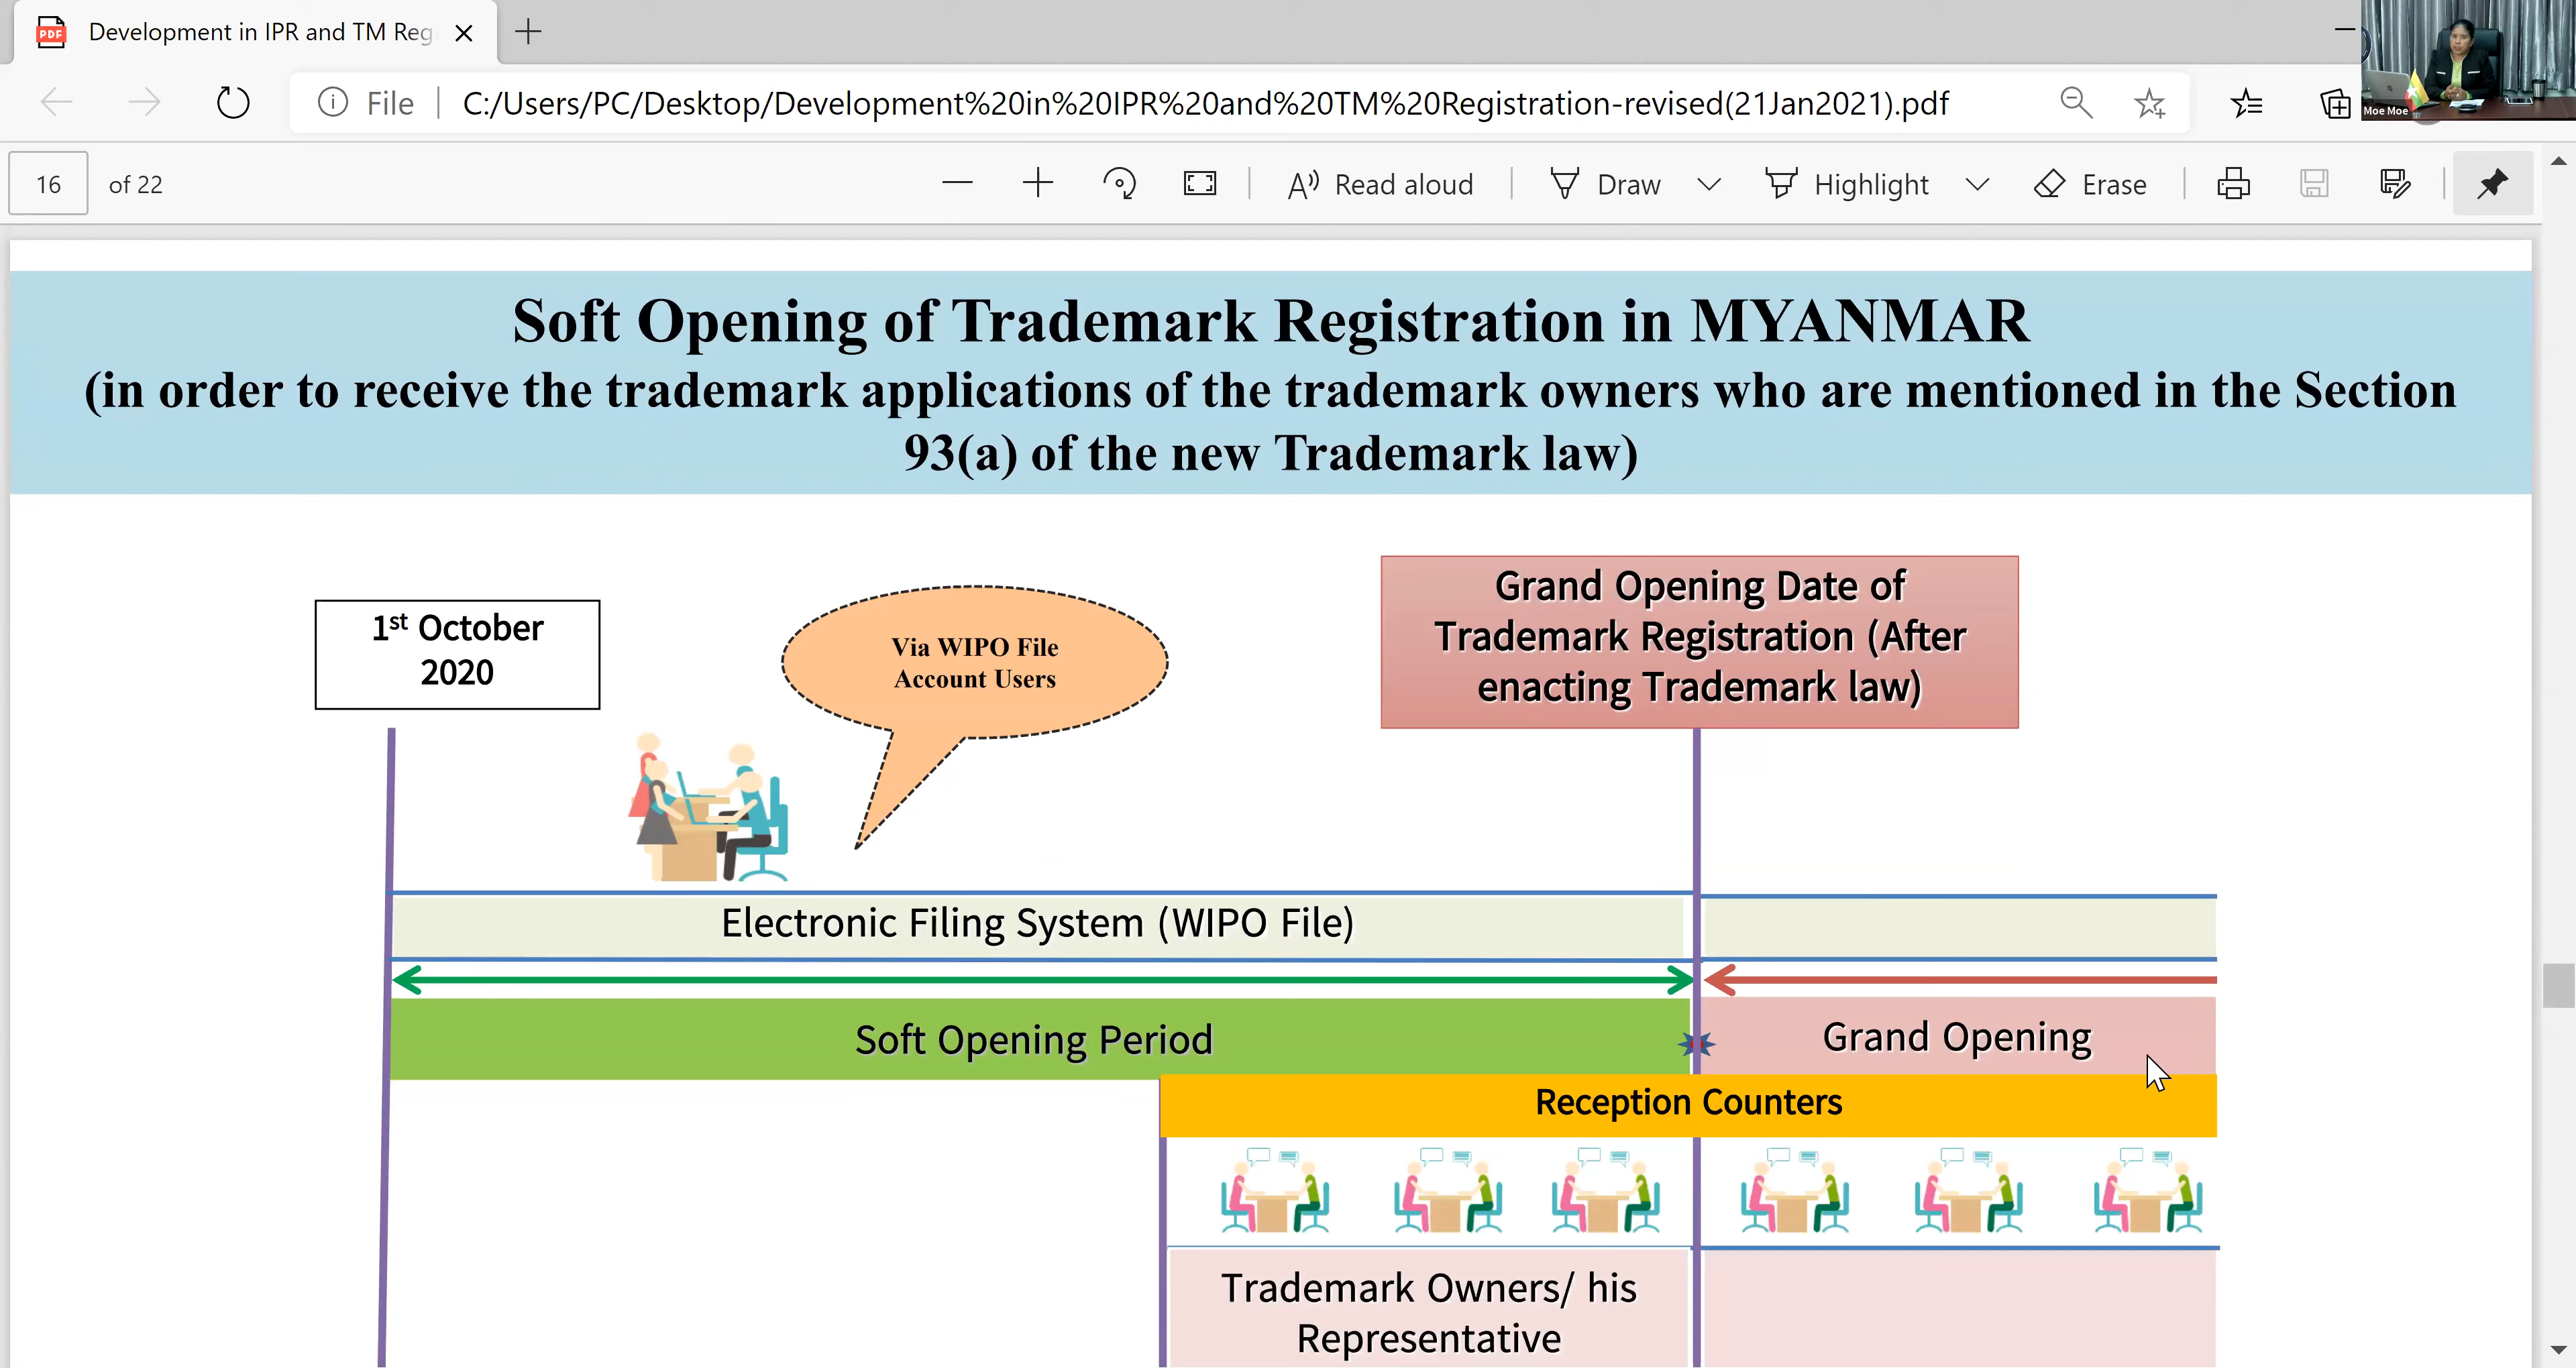 Development in IPR and TM Reg
File
C:/Users/PC/Desktop/Development%20in%20IPR%20and%20TM%20Registration-revised(21Jan2021).pdf
Moe Moe
16 of 22
Read aloud
Draw
Highlight
Erase
Soft Opening of Trademark Registration in MYANMAR
(in order to receive the trademark applications of the trademark owners who are mentioned in the Section
93(a) of the new Trademark law)
1st October
2020
Via WIPO File
Account Users
Grand Opening Date of
Trademark Registration (After
enacting Trademark law)
Electronic Filing System (WIPO File)
Soft Opening Period
Grand Opening
Reception Counters
Trademark Owners/ his
Representative